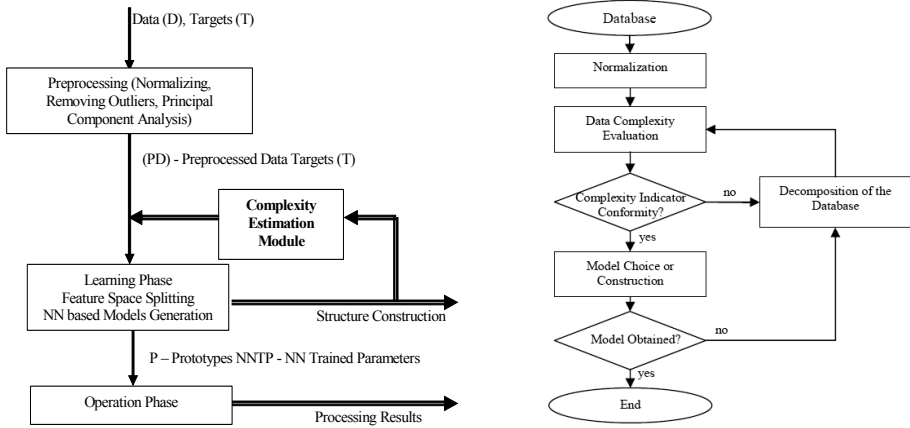 Data (D), Targets (T)
Preprocessing (Normalizing,
Removing Outliers, Principal
Component Analysis)
(PD) - Preprocessed Data Targets (T)
Complexity
Estimation
Module
Learning Phase
Feature Space Splitting
NN based Models Generation
Structure Construction
P – Prototypes NNTP - NN Trained Parameters
Operation Phase
Processing Results
Database
Normalization
Data Complexity
Evaluation
Complexity Indicator
Conformity?
no
Decomposition of the
Database
yes
Model Choice or
Construction
Model Obtained?
no
yes
End